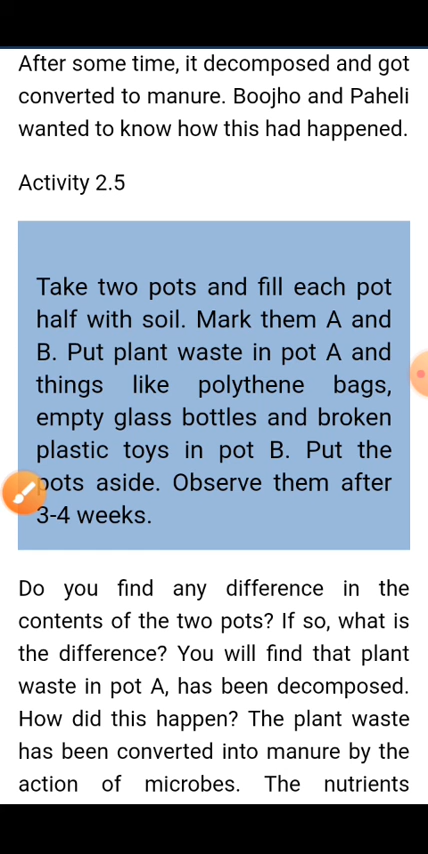 After some time, it decomposed and got
converted to manure. Boojho and Paheli
wanted to know how this had happened.
Activity 2.5
Take two pots and fill each pot
half with soil. Mark them A and
B. Put plant waste in pot A and
things like polythene bags,
empty glass bottles and broken
plastic toys in pot B. Put the
pots aside. Observe them after
3-4 weeks.
Do you find any difference in the
contents of the two pots? If so, what is
the difference? You will find that plant
waste in pot A, has been decomposed.
How did this happen? The plant waste
has been converted into manure by the
action of microbes. The nutrients